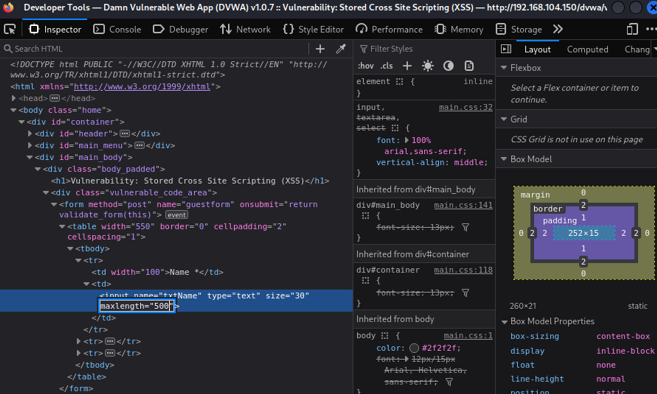 Developer Tools — Damn Vulnerable Web App (DVWA) v1.0.7 :: Vulnerability: Stored Cross Site Scripting (XSS) — http://192.168.104.150/dvwa/v
Inspector Console Debugger Network Style Editor Performance Memory Storage
Search HTML
<!DOCTYPE html PUBLIC "-//W3C//DTD XHTML 1.0 Strict//EN" "http://
www.w3.org/TR/xhtml1/DTD/xhtml1-strict.dtd">
<html xmlns="http://www.w3.org/1999/xhtml">
<head> </head>
<body class="home">
<div id="container">
<div id="header"> </div>
<div id="main_menu"> </div>
<div id="main_body">
<div class="body_padded">
<h1>Vulnerability: Stored Cross Site Scripting (XSS)</h1>
<div class="vulnerable_code_area">
<form method="post" name="guestform" onsubmit="return
validate_form(this)"> event
<table width="550" border="0" cellpadding="2"
cellspacing="1">
<tbody>
<tr>
<td width="100">Name *</td>
<td>
<input name="txtName" type="text" size="30"
maxlength="500">
</td>
</tr>
<tr> </tr>
<tr> </tr>
</tbody>
</table>
</form>
Filter Styles
:hov .cls
element { inline
}
input, main.css:32
textarea,
select {
font: 100%
arial,sans-serif;
vertical-align: middle;
}
Inherited from div#main_body
div#main_body main.css:141
{
font-size: 13px;
}
Inherited from div#container
div#container main.css:118
{
font-size: 13px;
}
Inherited from body
body { main.css:1
color: #2f2f2f;
font: 12px/15px
Arial, Helvetica,
sans-serif;
}
Layout Computed Chang
Flexbox
Select a Flex container or item to
continue.
Grid
CSS Grid is not in use on this page
Box Model
margin 0
border 2
padding 1
0 2 2 252×15 2 2 0
1
2
0
260×21 static
Box Model Properties
box-sizing content-box
display inline-block
float none
line-height normal
position static